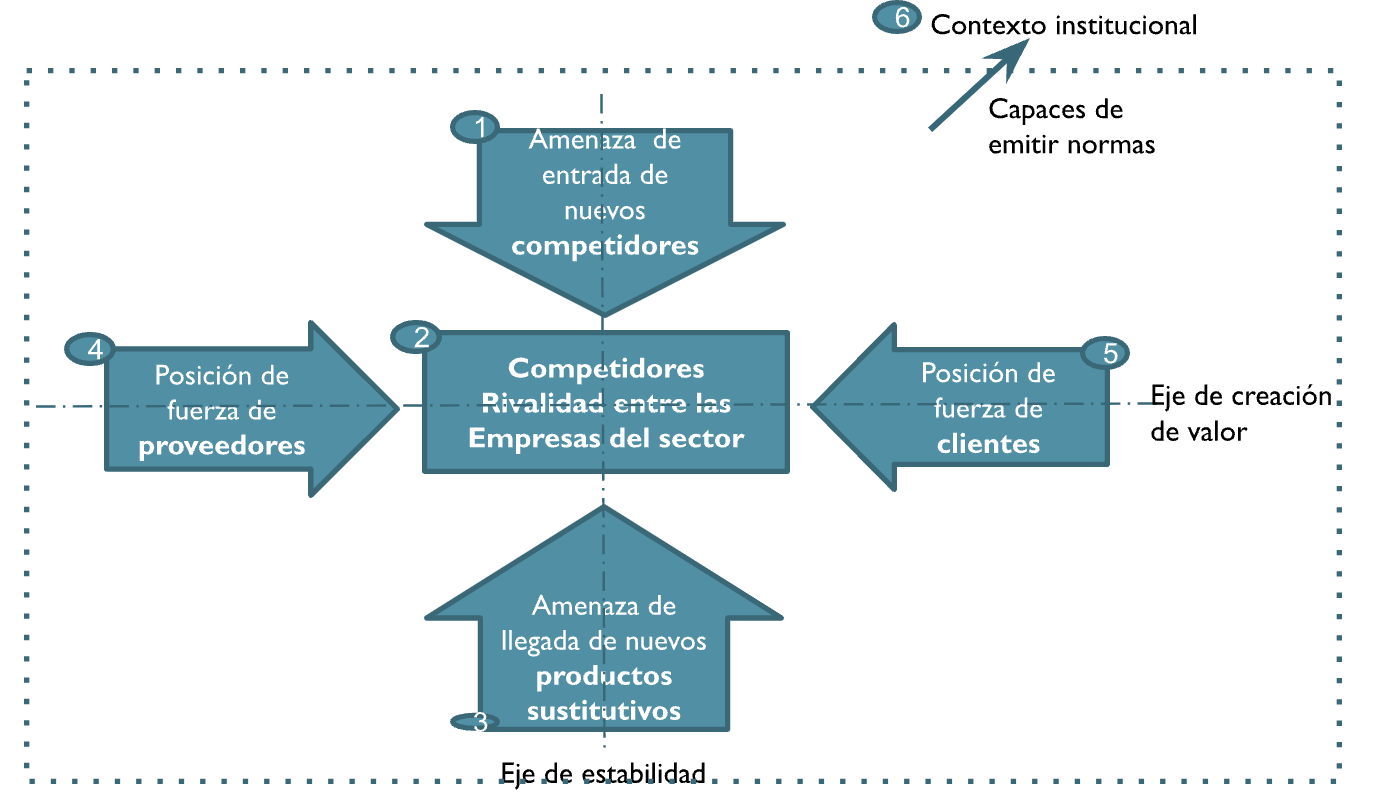 6
Contexto institucional
Capaces de
emitir normas
1
Amenaza de
entrada de
nuevos
competidores
4
Posición de
fuerza de
proveedores
2
Competidores
Rivalidad entre las
Empresas del sector
5
Posición de
fuerza de
clientes
Eje de creación
de valor
Amenaza de
llegada de nuevos
productos
sustitutivos
3
Eje de estabilidad